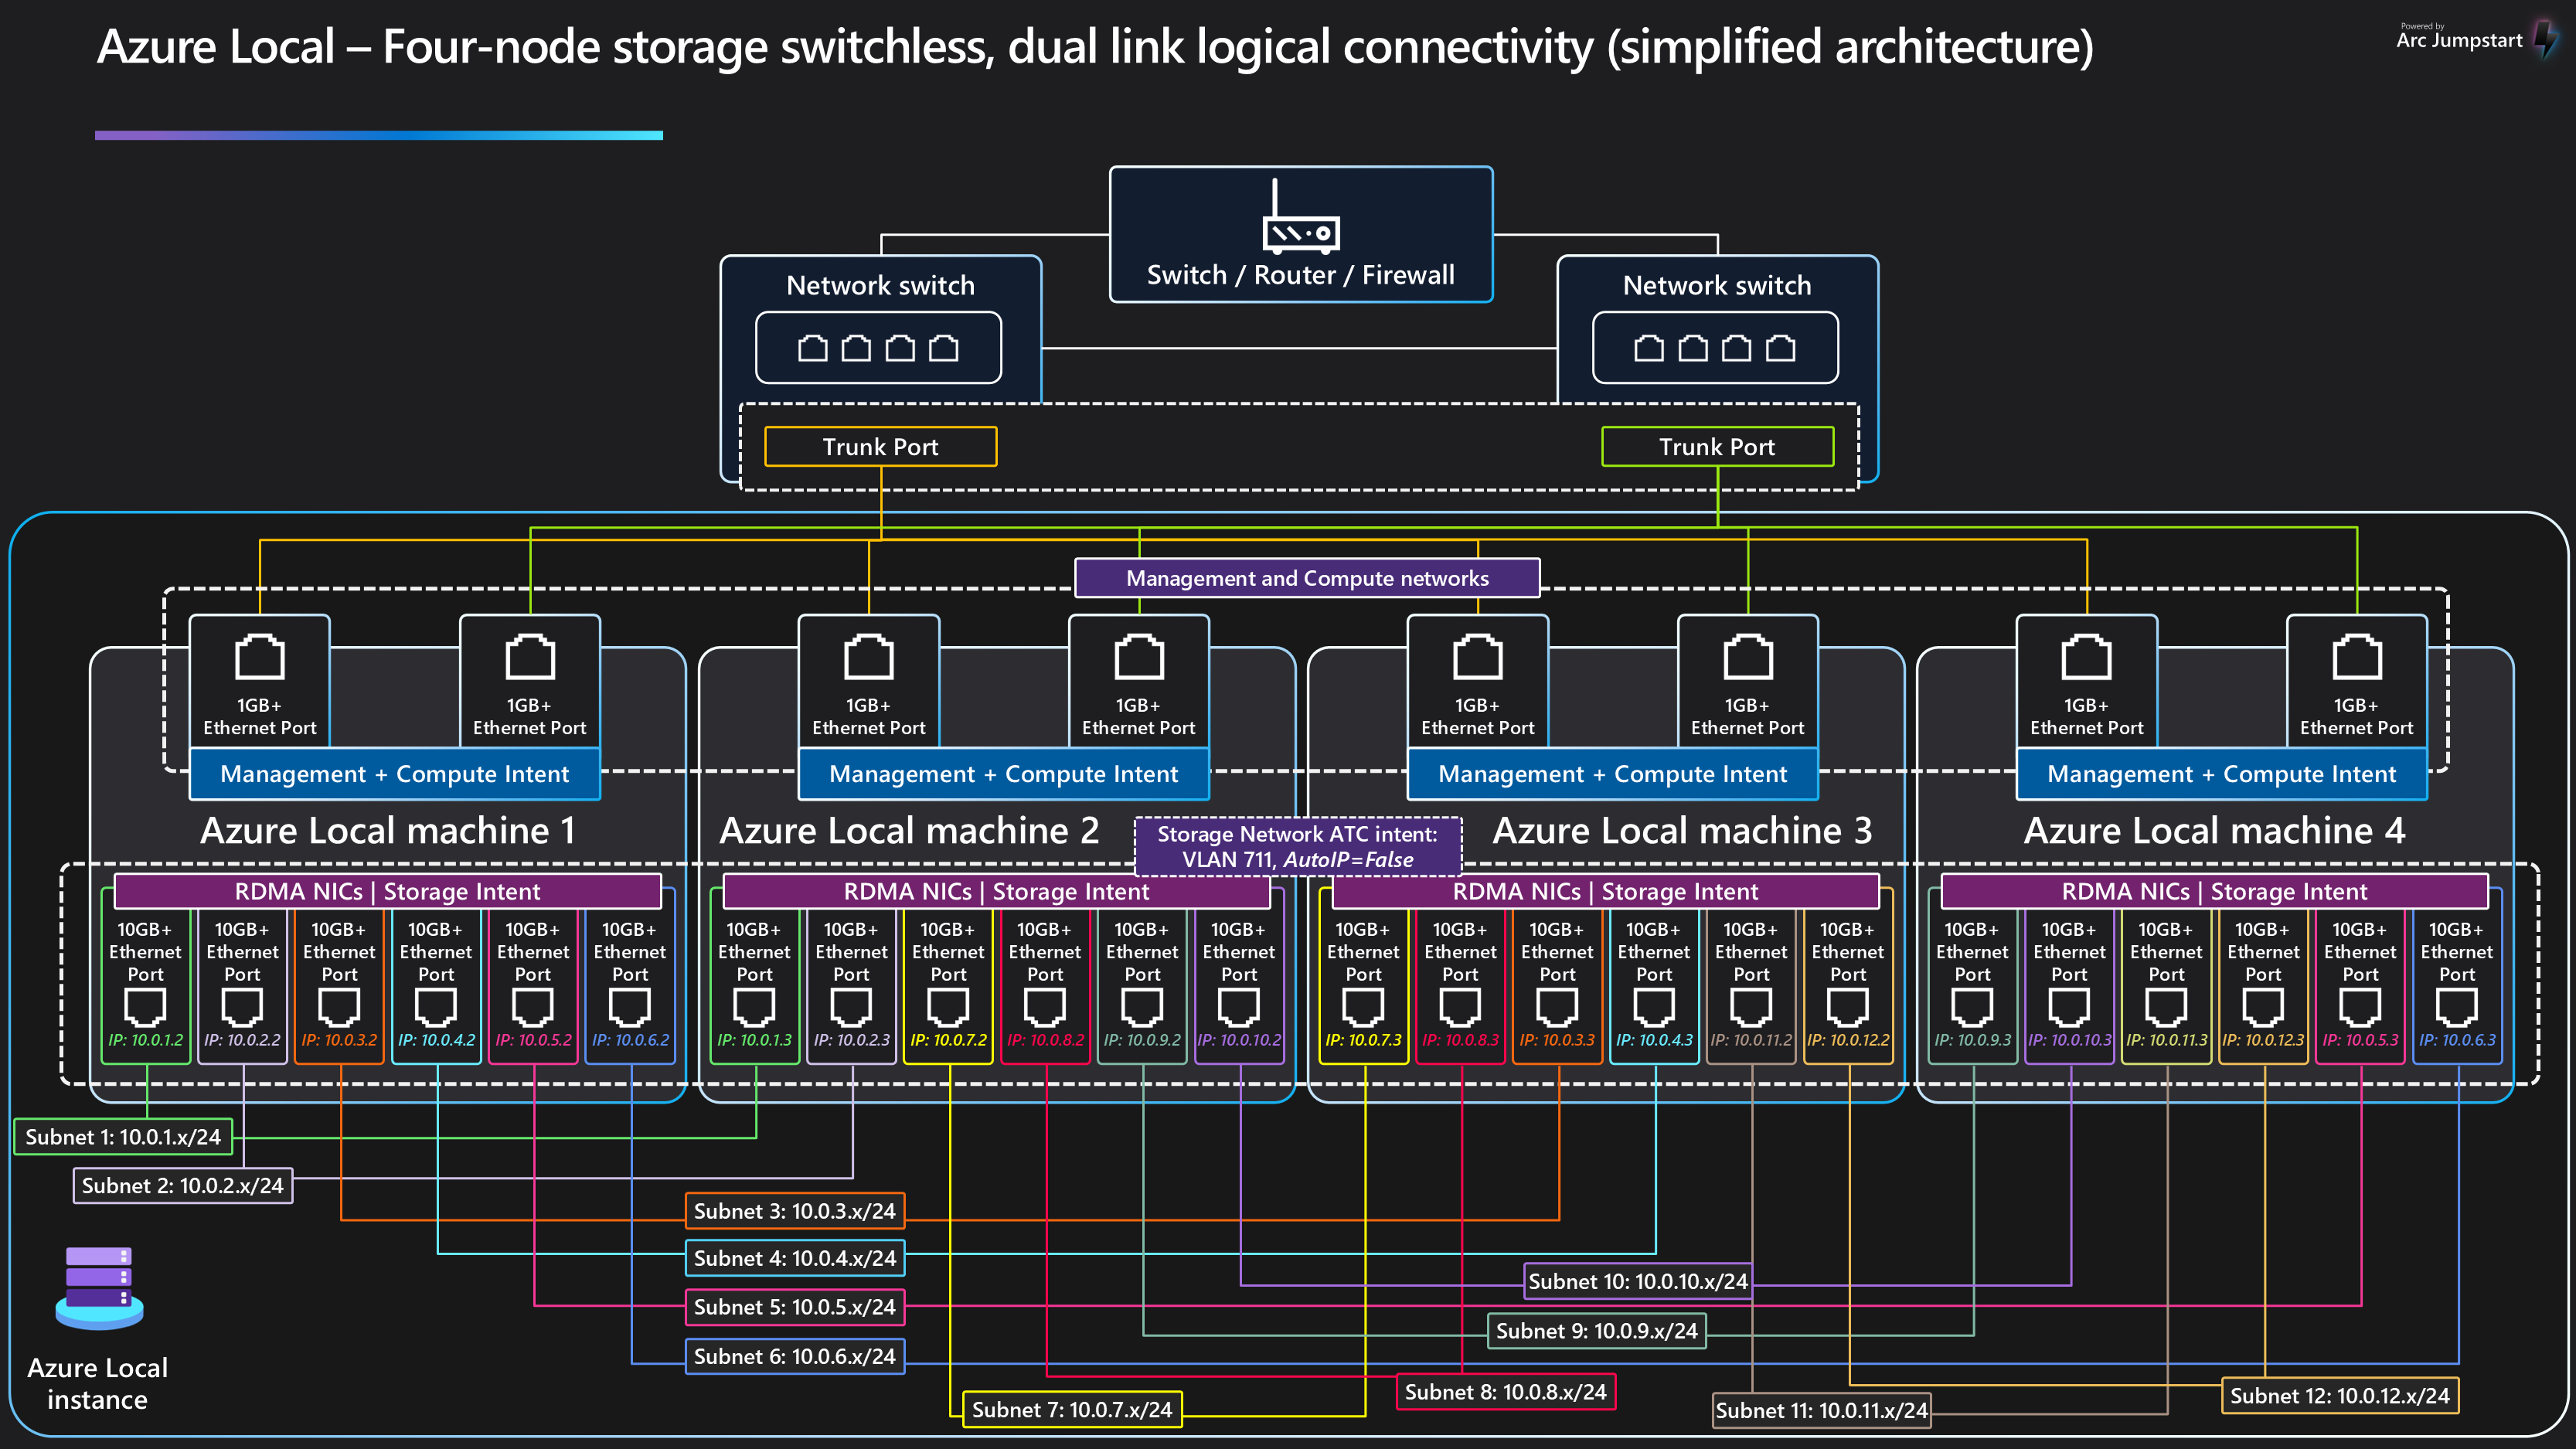 Azure Local – Four-node storage switchless, dual link logical connectivity (simplified architecture)
Powered by
Arc Jumpstart
Switch / Router / Firewall
Network switch
Network switch
Trunk Port
Trunk Port
Management and Compute networks
1GB+
Ethernet Port
1GB+
Ethernet Port
Management + Compute Intent
1GB+
Ethernet Port
1GB+
Ethernet Port
Management + Compute Intent
1GB+
Ethernet Port
1GB+
Ethernet Port
Management + Compute Intent
1GB+
Ethernet Port
1GB+
Ethernet Port
Management + Compute Intent
Azure Local machine 1
Azure Local machine 2
Storage Network ATC intent:
VLAN 711, AutoIP=False
Azure Local machine 3
Azure Local machine 4
RDMA NICs | Storage Intent
10GB+
Ethernet
Port
IP: 10.0.1.2
10GB+
Ethernet
Port
IP: 10.0.2.2
10GB+
Ethernet
Port
IP: 10.0.3.2
10GB+
Ethernet
Port
IP: 10.0.4.2
10GB+
Ethernet
Port
IP: 10.0.5.2
10GB+
Ethernet
Port
IP: 10.0.6.2
RDMA NICs | Storage Intent
10GB+
Ethernet
Port
IP: 10.0.1.3
10GB+
Ethernet
Port
IP: 10.0.2.3
10GB+
Ethernet
Port
IP: 10.0.7.2
10GB+
Ethernet
Port
IP: 10.0.8.2
10GB+
Ethernet
Port
IP: 10.0.9.2
10GB+
Ethernet
Port
IP: 10.0.10.2
RDMA NICs | Storage Intent
10GB+
Ethernet
Port
IP: 10.0.7.3
10GB+
Ethernet
Port
IP: 10.0.8.3
10GB+
Ethernet
Port
IP: 10.0.3.3
10GB+
Ethernet
Port
IP: 10.0.4.3
10GB+
Ethernet
Port
IP: 10.0.11.2
10GB+
Ethernet
Port
IP: 10.0.12.2
RDMA NICs | Storage Intent
10GB+
Ethernet
Port
IP: 10.0.9.3
10GB+
Ethernet
Port
IP: 10.0.10.3
10GB+
Ethernet
Port
IP: 10.0.11.3
10GB+
Ethernet
Port
IP: 10.0.12.3
10GB+
Ethernet
Port
IP: 10.0.5.3
10GB+
Ethernet
Port
IP: 10.0.6.3
Subnet 1: 10.0.1.x/24
Subnet 2: 10.0.2.x/24
Subnet 3: 10.0.3.x/24
Subnet 4: 10.0.4.x/24
Subnet 10: 10.0.10.x/24
Subnet 5: 10.0.5.x/24
Subnet 9: 10.0.9.x/24
Subnet 6: 10.0.6.x/24
Subnet 8: 10.0.8.x/24
Subnet 12: 10.0.12.x/24
Subnet 7: 10.0.7.x/24
Subnet 11: 10.0.11.x/24
Azure Local
instance